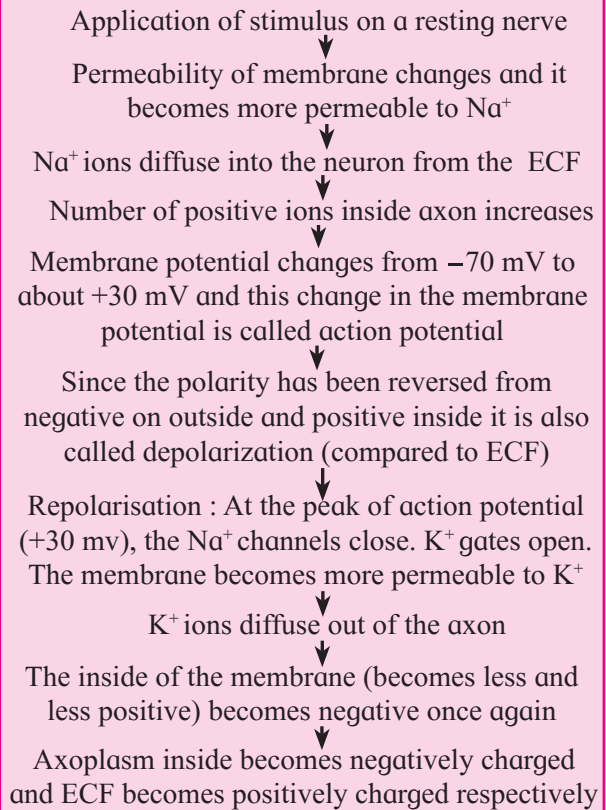 Application of stimulus on a resting nerve
Permeability of membrane changes and it
becomes more permeable to Na⁺
Na⁺ ions diffuse into the neuron from the ECF
Number of positive ions inside axon increases
Membrane potential changes from –70 mV to
about +30 mV and this change in the membrane
potential is called action potential
Since the polarity has been reversed from
negative on outside and positive inside it is also
called depolarization (compared to ECF)
Repolarisation : At the peak of action potential
(+30 mv), the Na⁺ channels close. K⁺ gates open.
The membrane becomes more permeable to K⁺
K⁺ ions diffuse out of the axon
The inside of the membrane (becomes less and
less positive) becomes negative once again
Axoplasm inside becomes negatively charged
and ECF becomes positively charged respectively